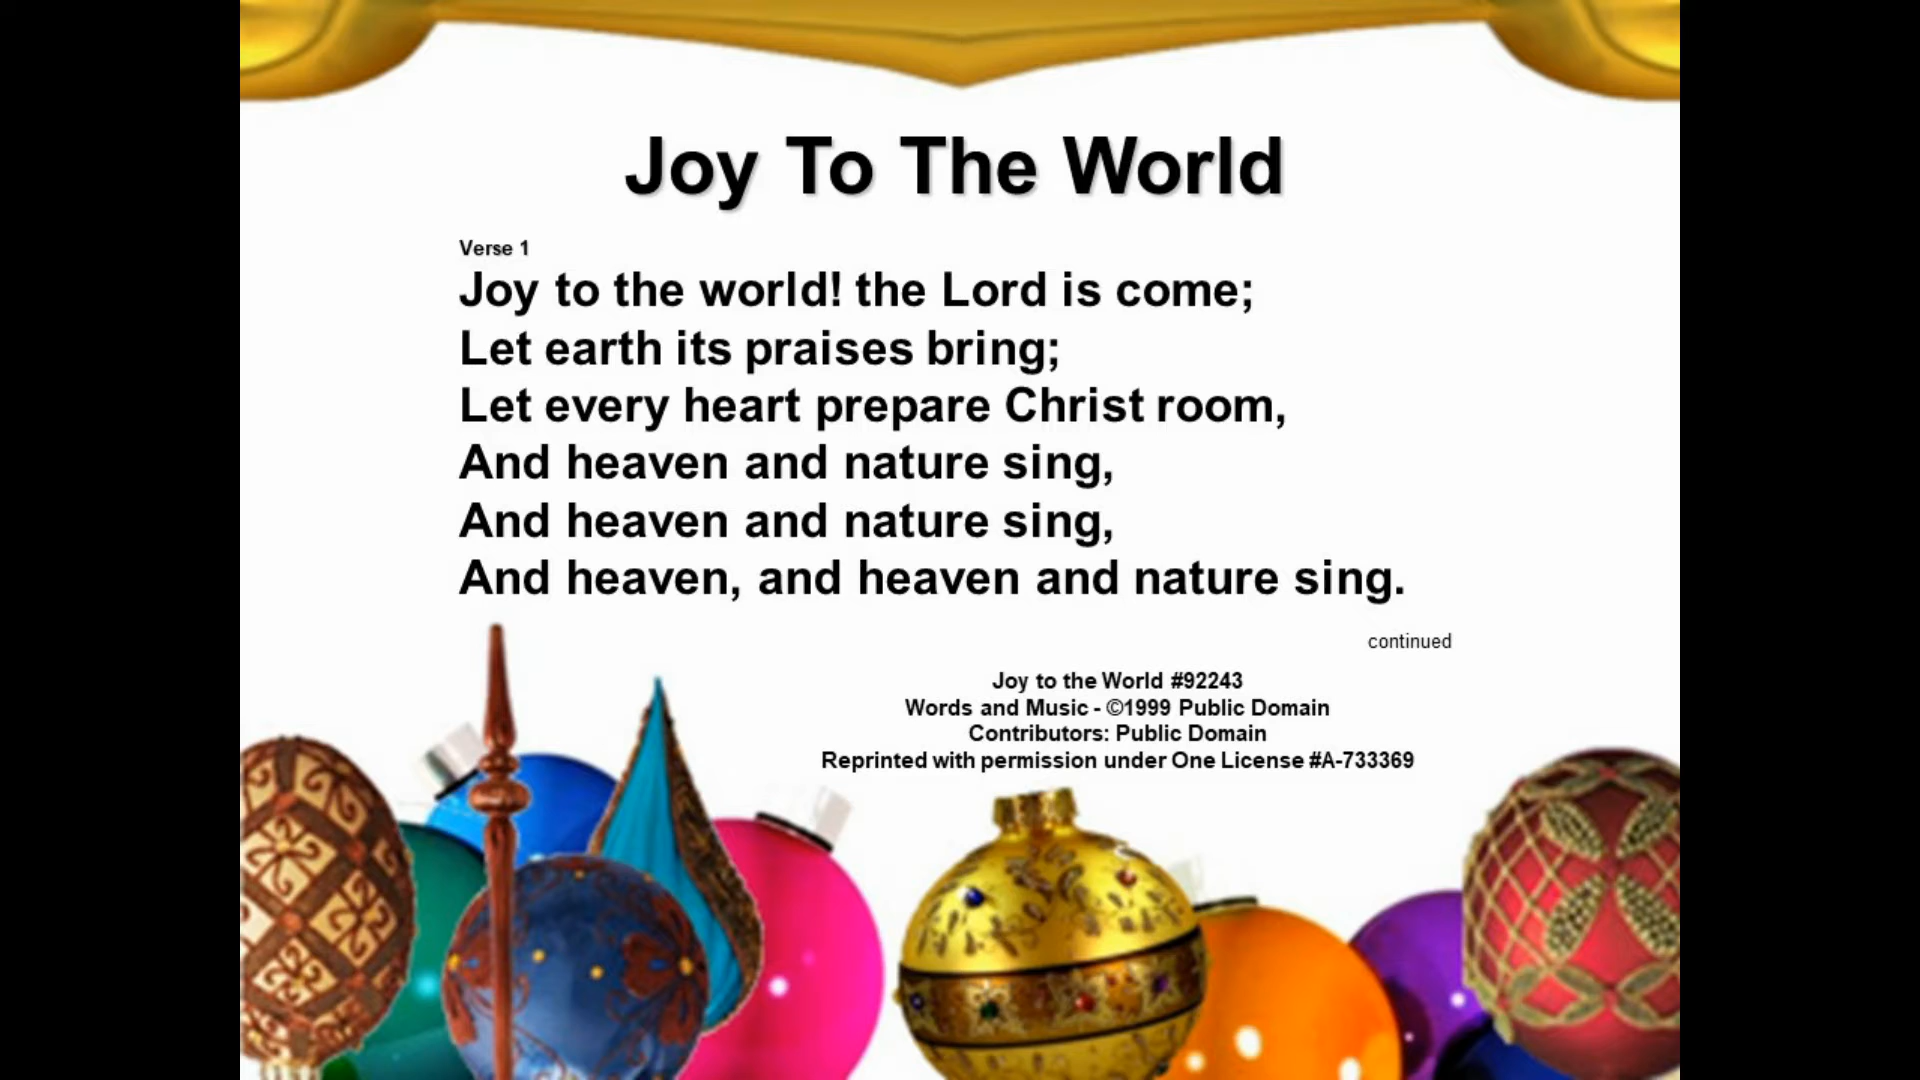 Joy To The World
Verse 1
Joy to the world! the Lord is come;
Let earth its praises bring;
Let every heart prepare Christ room,
And heaven and nature sing,
And heaven and nature sing,
And heaven, and heaven and nature sing.
continued
Joy to the World #92243
Words and Music - ©1999 Public Domain
Contributors: Public Domain
Reprinted with permission under One License #A-733369